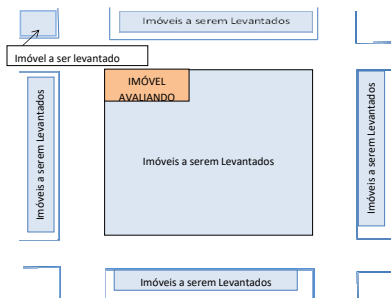 Imóveis a serem Levantados
Imóvel a ser levantado
IMÓVEL
AVALIANDO
Imóveis a serem Levantados
Imóveis a serem Levantados
Imóveis a serem Levantados
Imóveis a serem Levantados